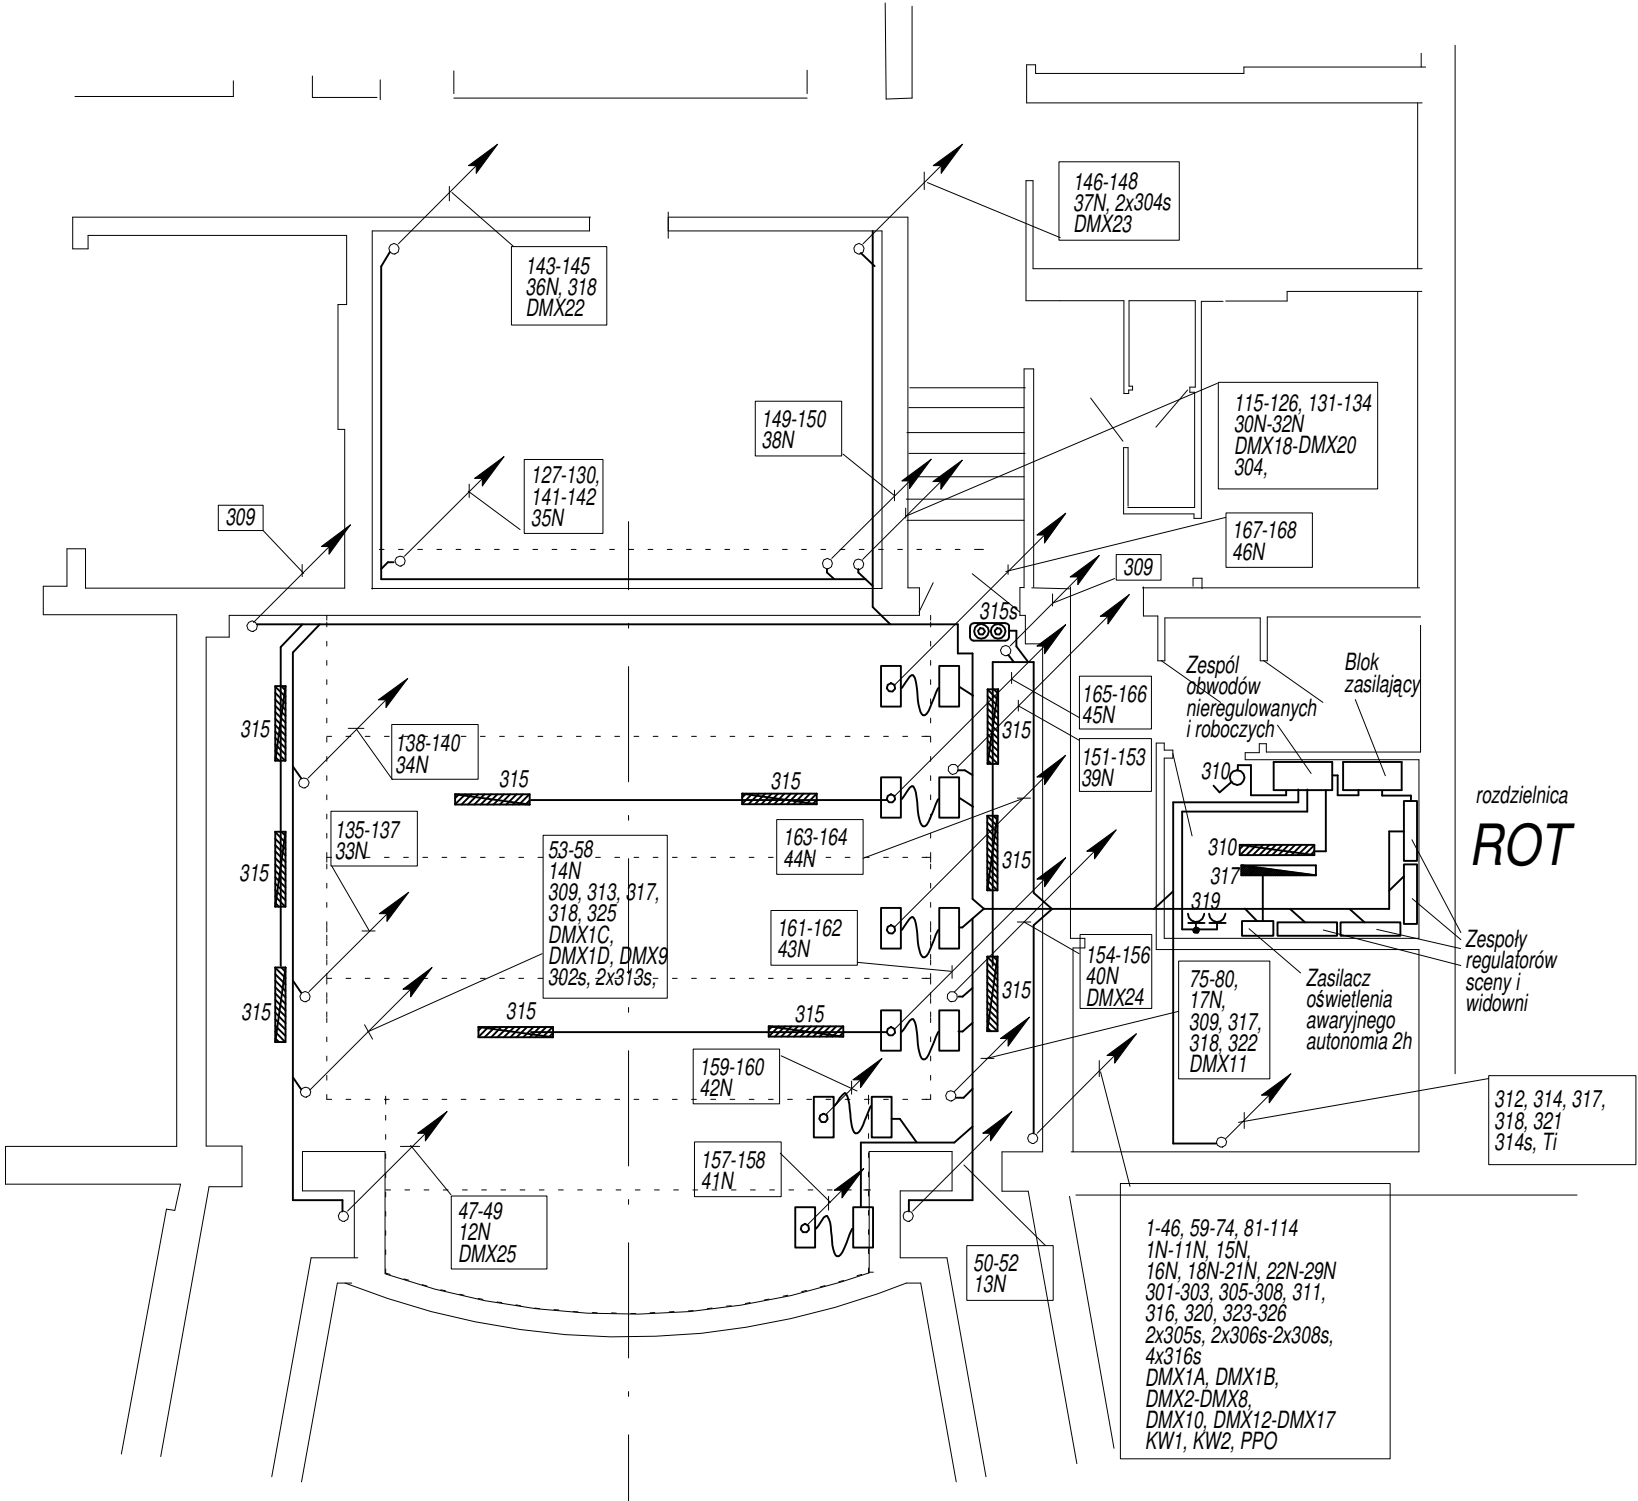 146-148
37N, 2x304s
DMX23
143-145
36N, 318
DMX22
149-150
38N
115-126, 131-134
30N-32N
DMX18-DMX20
304,
127-130,
141-142
35N
309
167-168
46N
309
315s
Zespól
obwodów
nieregulowanych
i roboczych
Blok
zasilający
165-166
45N
315
138-140
34N
315
151-153
39N
315
315
310
rozdzielnica
ROT
135-137
33N
163-164
44N
53-58
14N
309, 313, 317,
318, 325
DMX1C,
DMX1D, DMX9
302s, 2x313s,
315
315
310
317
319
161-162
43N
154-156
40N
DMX24
315
315
315
315
75-80,
17N,
309, 317,
318, 322
DMX11
Zasilacz
oświetlenia
awaryjnego
autonomia 2h
Zespoły
regulatorów
sceny i
widowni
159-160
42N
312, 314, 317,
318, 321
314s, Ti
157-158
41N
47-49
12N
DMX25
50-52
13N
1-46, 59-74, 81-114
1N-11N, 15N,
16N, 18N-21N, 22N-29N
301-303, 305-308, 311,
316, 320, 323-326
2x305s, 2x306s-2x308s,
4x316s
DMX1A, DMX1B,
DMX2-DMX8,
DMX10, DMX12-DMX17
KW1, KW2, PPO